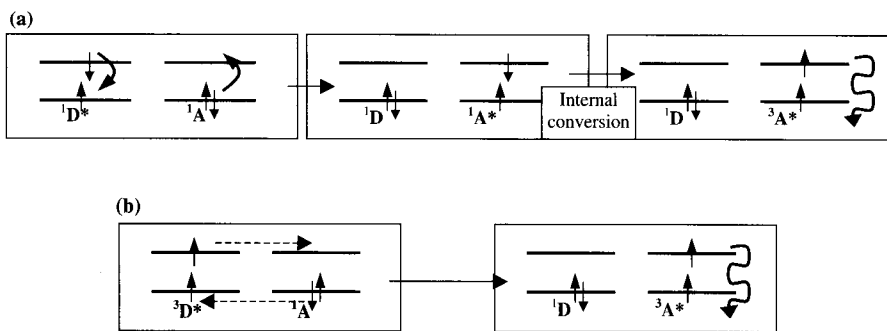 (a)
¹D*
¹A
¹D
¹A*
Internal
conversion
¹D
³A*
(b)
³D*
¹A
¹D
³A*